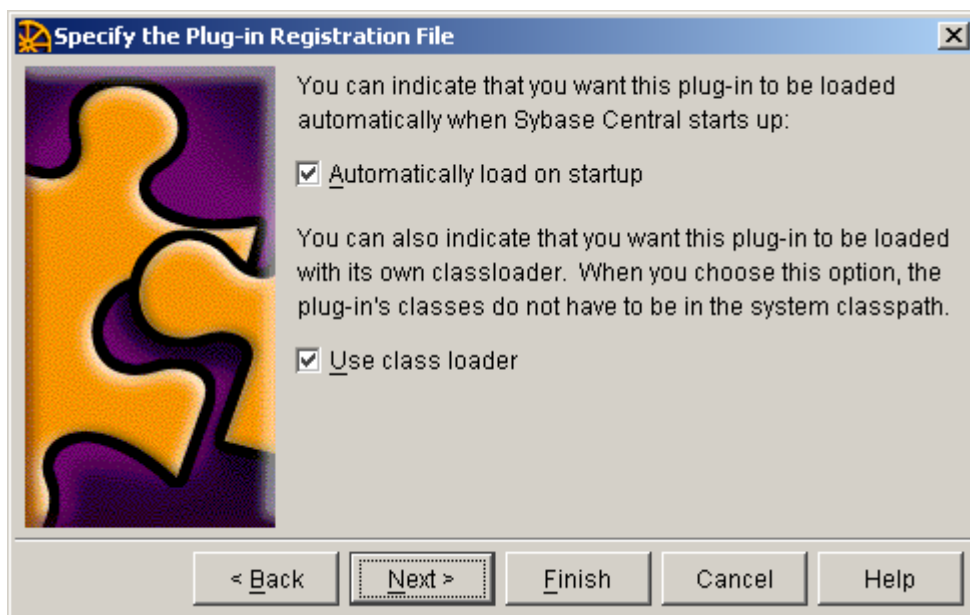 Specify the Plug-in Registration File
You can indicate that you want this plug-in to be loaded
automatically when Sybase Central starts up:
Automatically load on startup
You can also indicate that you want this plug-in to be loaded
with its own classloader.  When you choose this option, the
plug-in's classes do not have to be in the system classpath.
Use class loader
< Back Next > Finish Cancel Help